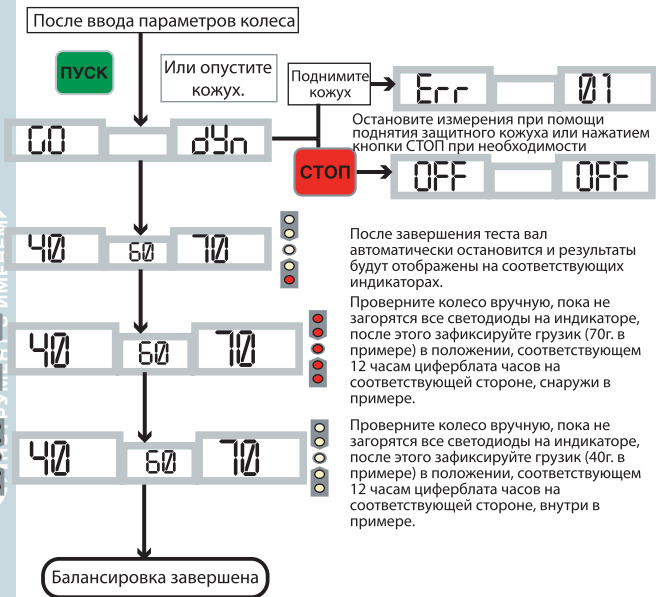 После ввода параметров колеса
ПУСК
Или опустите
кожух.
Поднимите
кожух
Err
01
Остановите измерения при помощи
поднятия защитного кожуха или нажатием
кнопки СТОП при необходимости
GO
dYn
СТОП
OFF
OFF
40
60
70
После завершения теста вал
автоматически остановится и результаты
будут отображены на соответствующих
индикаторах.
40
60
70
Проверните колесо вручную, пока не
загорятся все светодиоды на индикаторе,
после этого зафиксируйте грузик (70г. в
примере) в положении, соответствующем
12 часам циферблата часов на
соответствующей стороне, снаружи в
примере.
40
60
70
Проверните колесо вручную, пока не
загорятся все светодиоды на индикаторе,
после этого зафиксируйте грузик (40г. в
примере) в положении, соответствующем
12 часам циферблата часов на
соответствующей стороне, внутри в
примере.
Балансировка завершена